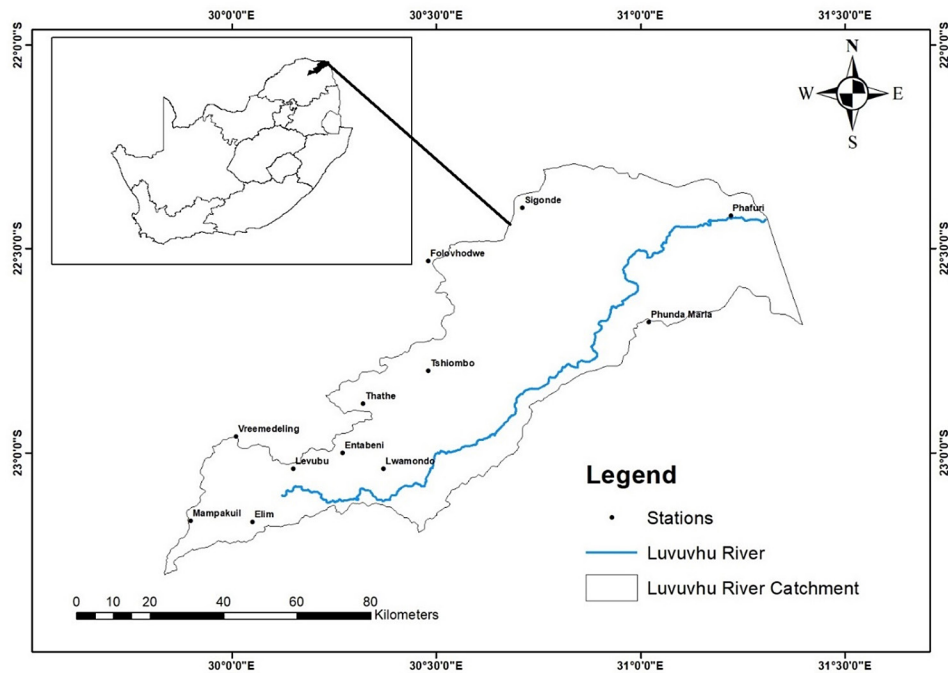 30°0'0"E 30°30'0"E 31°0'0"E 31°30'0"E
22°0'0"S
22°0'0"S
N
W E
S
Sigonde
Phafuri
22°30'0"S
22°30'0"S
Folovhodwe
Phunda Maria
Tshiombo
Thathe
Vreemedeling
23°0'0"S
23°0'0"S
Entabeni
Levubu
Lwamondo
Mampakuil
Elim
Legend
Stations
Luvuvhu River
Luvuvhu River Catchment
0 10 20 40 60 80
Kilometers
30°0'0"E 30°30'0"E 31°0'0"E 31°30'0"E